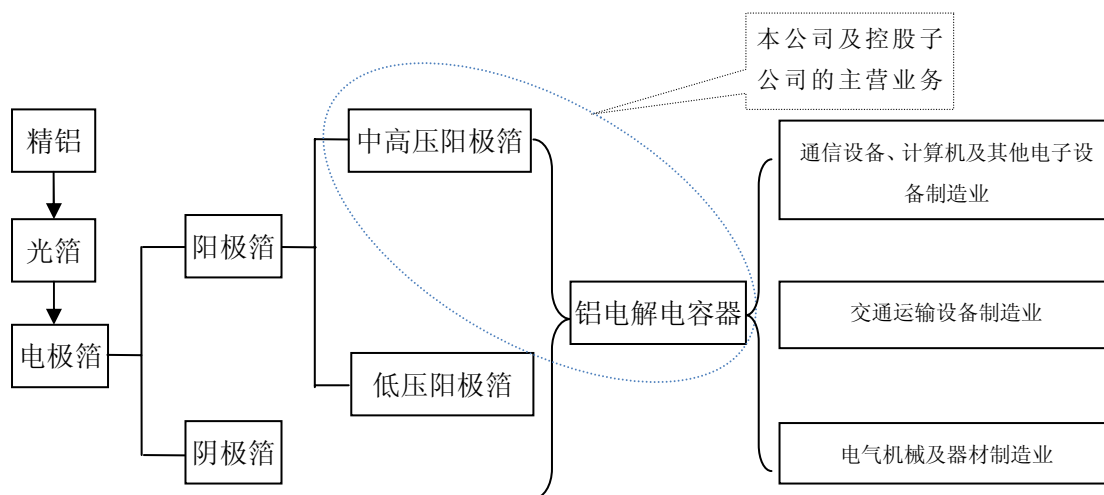 本公司及控股子
公司的主营业务
精铝
中高压阳极箔
通信设备、计算机及其他电子设
备制造业
光箔
阳极箔
铝电解电容器
交通运输设备制造业
电极箔
低压阳极箔
阴极箔
电气机械及器材制造业